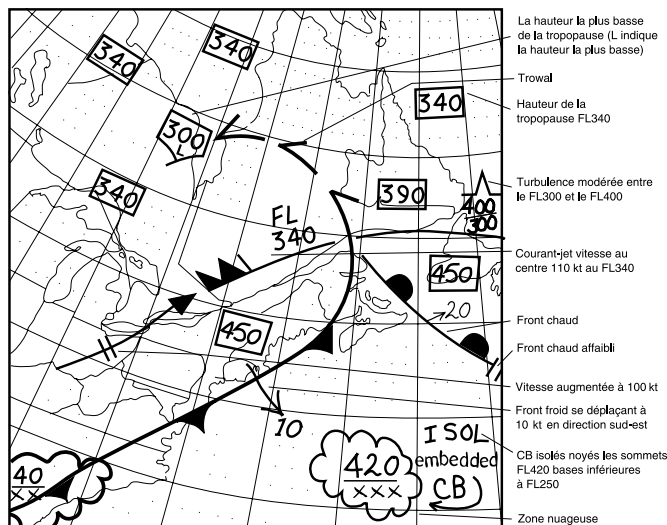 La hauteur la plus basse
de la tropopause (L indique
la hauteur la plus basse)
Trowal
Hauteur de la
tropopause FL340
Turbulence modérée entre
le FL300 et le FL400
Courant-jet vitesse au
centre 110 kt au FL340
Front chaud
Front chaud affaibli
Vitesse augmentée à 100 kt
Front froid se déplaçant à
10 kt en direction sud-est
CB isolés noyés les sommets
FL420 bases inférieures
à FL250
Zone nuageuse
340
340
340
300
L
340
390
400
300
FL
340
450
20
450
10
40
XX
420
XXX
ISOL
embedded
CB